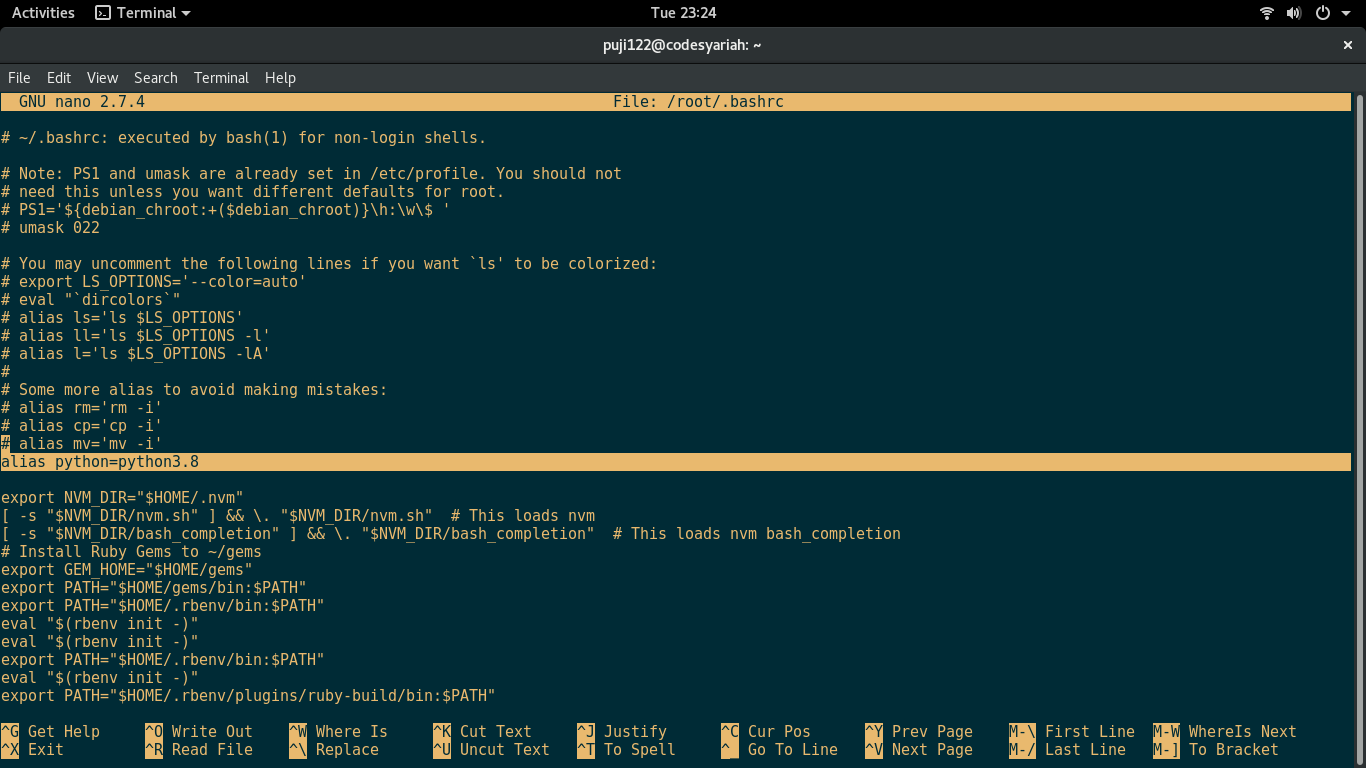 Activities Terminal Tue 23:24
puji122@codesyariah: ~ ×
File Edit View Search Terminal Help
GNU nano 2.7.4 File: /root/.bashrc
# ~/.bashrc: executed by bash(1) for non-login shells.
# Note: PS1 and umask are already set in /etc/profile. You should not
# need this unless you want different defaults for root.
# PS1='${debian_chroot:+($debian_chroot)}\h:\w\$ '
# umask 022
# You may uncomment the following lines if you want `ls' to be colorized:
# export LS_OPTIONS='--color=auto'
# eval "`dircolors`"
# alias ls='ls $LS_OPTIONS'
# alias ll='ls $LS_OPTIONS -l'
# alias l='ls $LS_OPTIONS -lA'
#
# Some more alias to avoid making mistakes:
# alias rm='rm -i'
# alias cp='cp -i'
# alias mv='mv -i'
alias python=python3.8
export NVM_DIR="$HOME/.nvm"
[ -s "$NVM_DIR/nvm.sh" ] && \. "$NVM_DIR/nvm.sh"  # This loads nvm
[ -s "$NVM_DIR/bash_completion" ] && \. "$NVM_DIR/bash_completion"  # This loads nvm bash_completion
# Install Ruby Gems to ~/gems
export GEM_HOME="$HOME/gems"
export PATH="$HOME/gems/bin:$PATH"
export PATH="$HOME/.rbenv/bin:$PATH"
eval "$(rbenv init -)"
eval "$(rbenv init -)"
export PATH="$HOME/.rbenv/bin:$PATH"
eval "$(rbenv init -)"
export PATH="$HOME/.rbenv/plugins/ruby-build/bin:$PATH"
^G Get Help ^O Write Out ^W Where Is ^K Cut Text ^J Justify ^C Cur Pos ^Y Prev Page M-\ First Line M-W WhereIs Next
^X Exit ^R Read File ^\ Replace ^U Uncut Text ^T To Spell ^_ Go To Line ^V Next Page M-/ Last Line M-] To Bracket